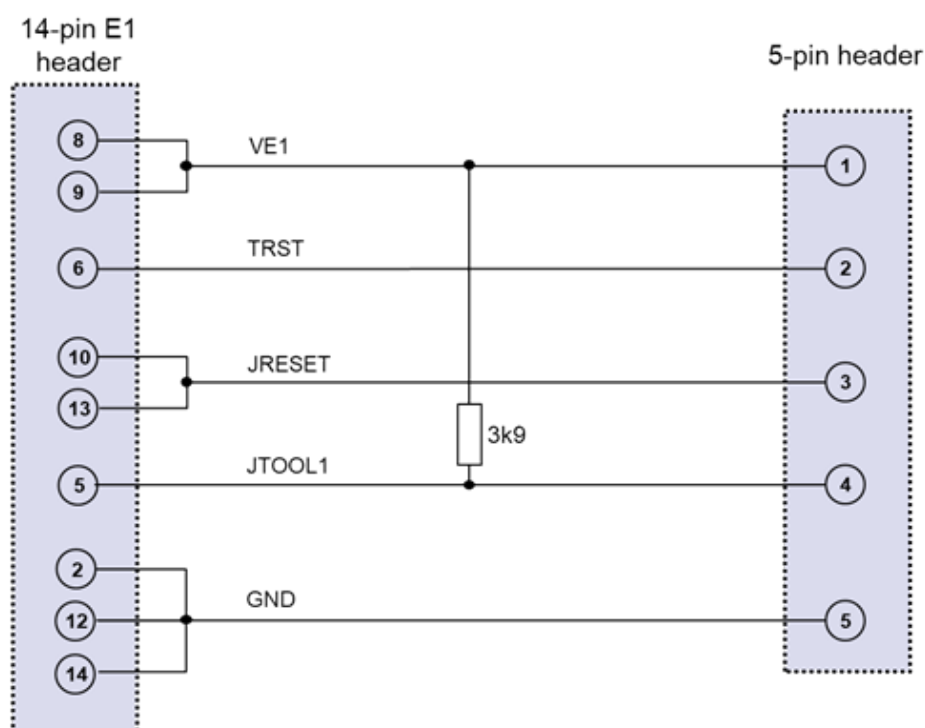 14-pin E1
header
5-pin header
8
VE1
1
9
6
TRST
2
10
JRESET
3
13
3k9
5
JTOOL1
4
2
GND
12
5
14